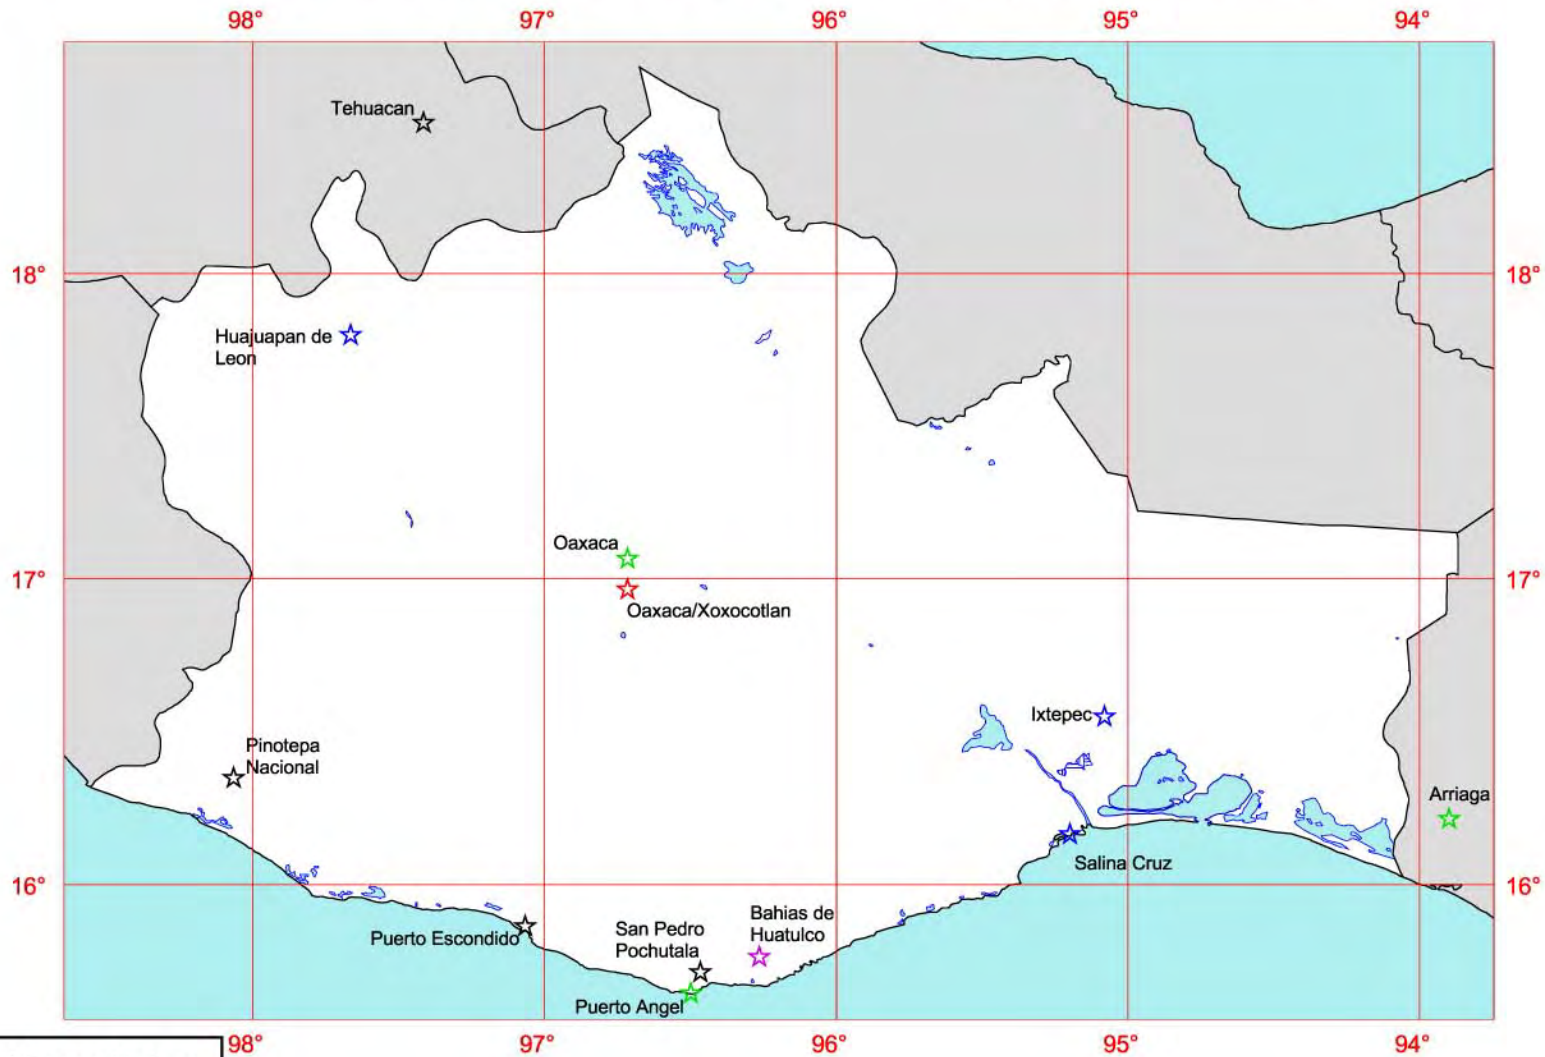 98° 97° 96° 95° 94°
Tehuacan
18° 18°
Huajuapan de
Leon
Oaxaca
17° 17°
Oaxaca/Xoxocotlan
Ixtepec
Pinotepa
Nacional
Arriaga
Salina Cruz
16° 16°
Bahias de
Huatulco
San Pedro
Pochutala
Puerto Escondido
Puerto Angel
98° 97° 96° 95° 94°